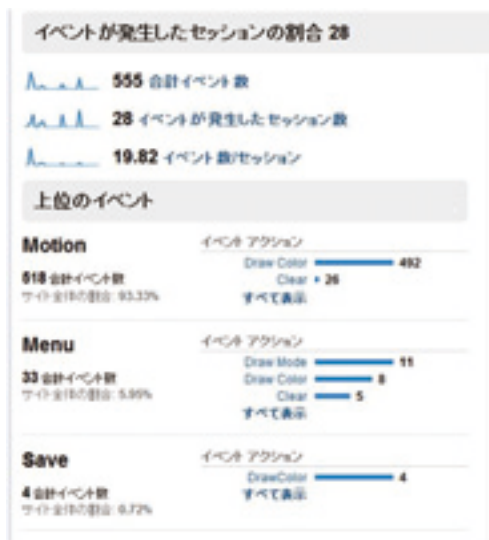 イベントが発生したセッションの割合 28
555 合計イベント数
28 イベントが発生したセッション数
19.82 イベント数/セッション
上位のイベント
Motion
イベント アクション
Draw Color 492
Clear 26
518 合計イベント数
サイト全体の割合: 93.33%
すべて表示
Menu
イベント アクション
Draw Mode 11
33 合計イベント数
Draw Color 8
サイト全体の割合: 5.95%
Clear 5
すべて表示
Save
イベント アクション
DrawColor 4
4 合計イベント数
すべて表示
サイト全体の割合: 0.72%